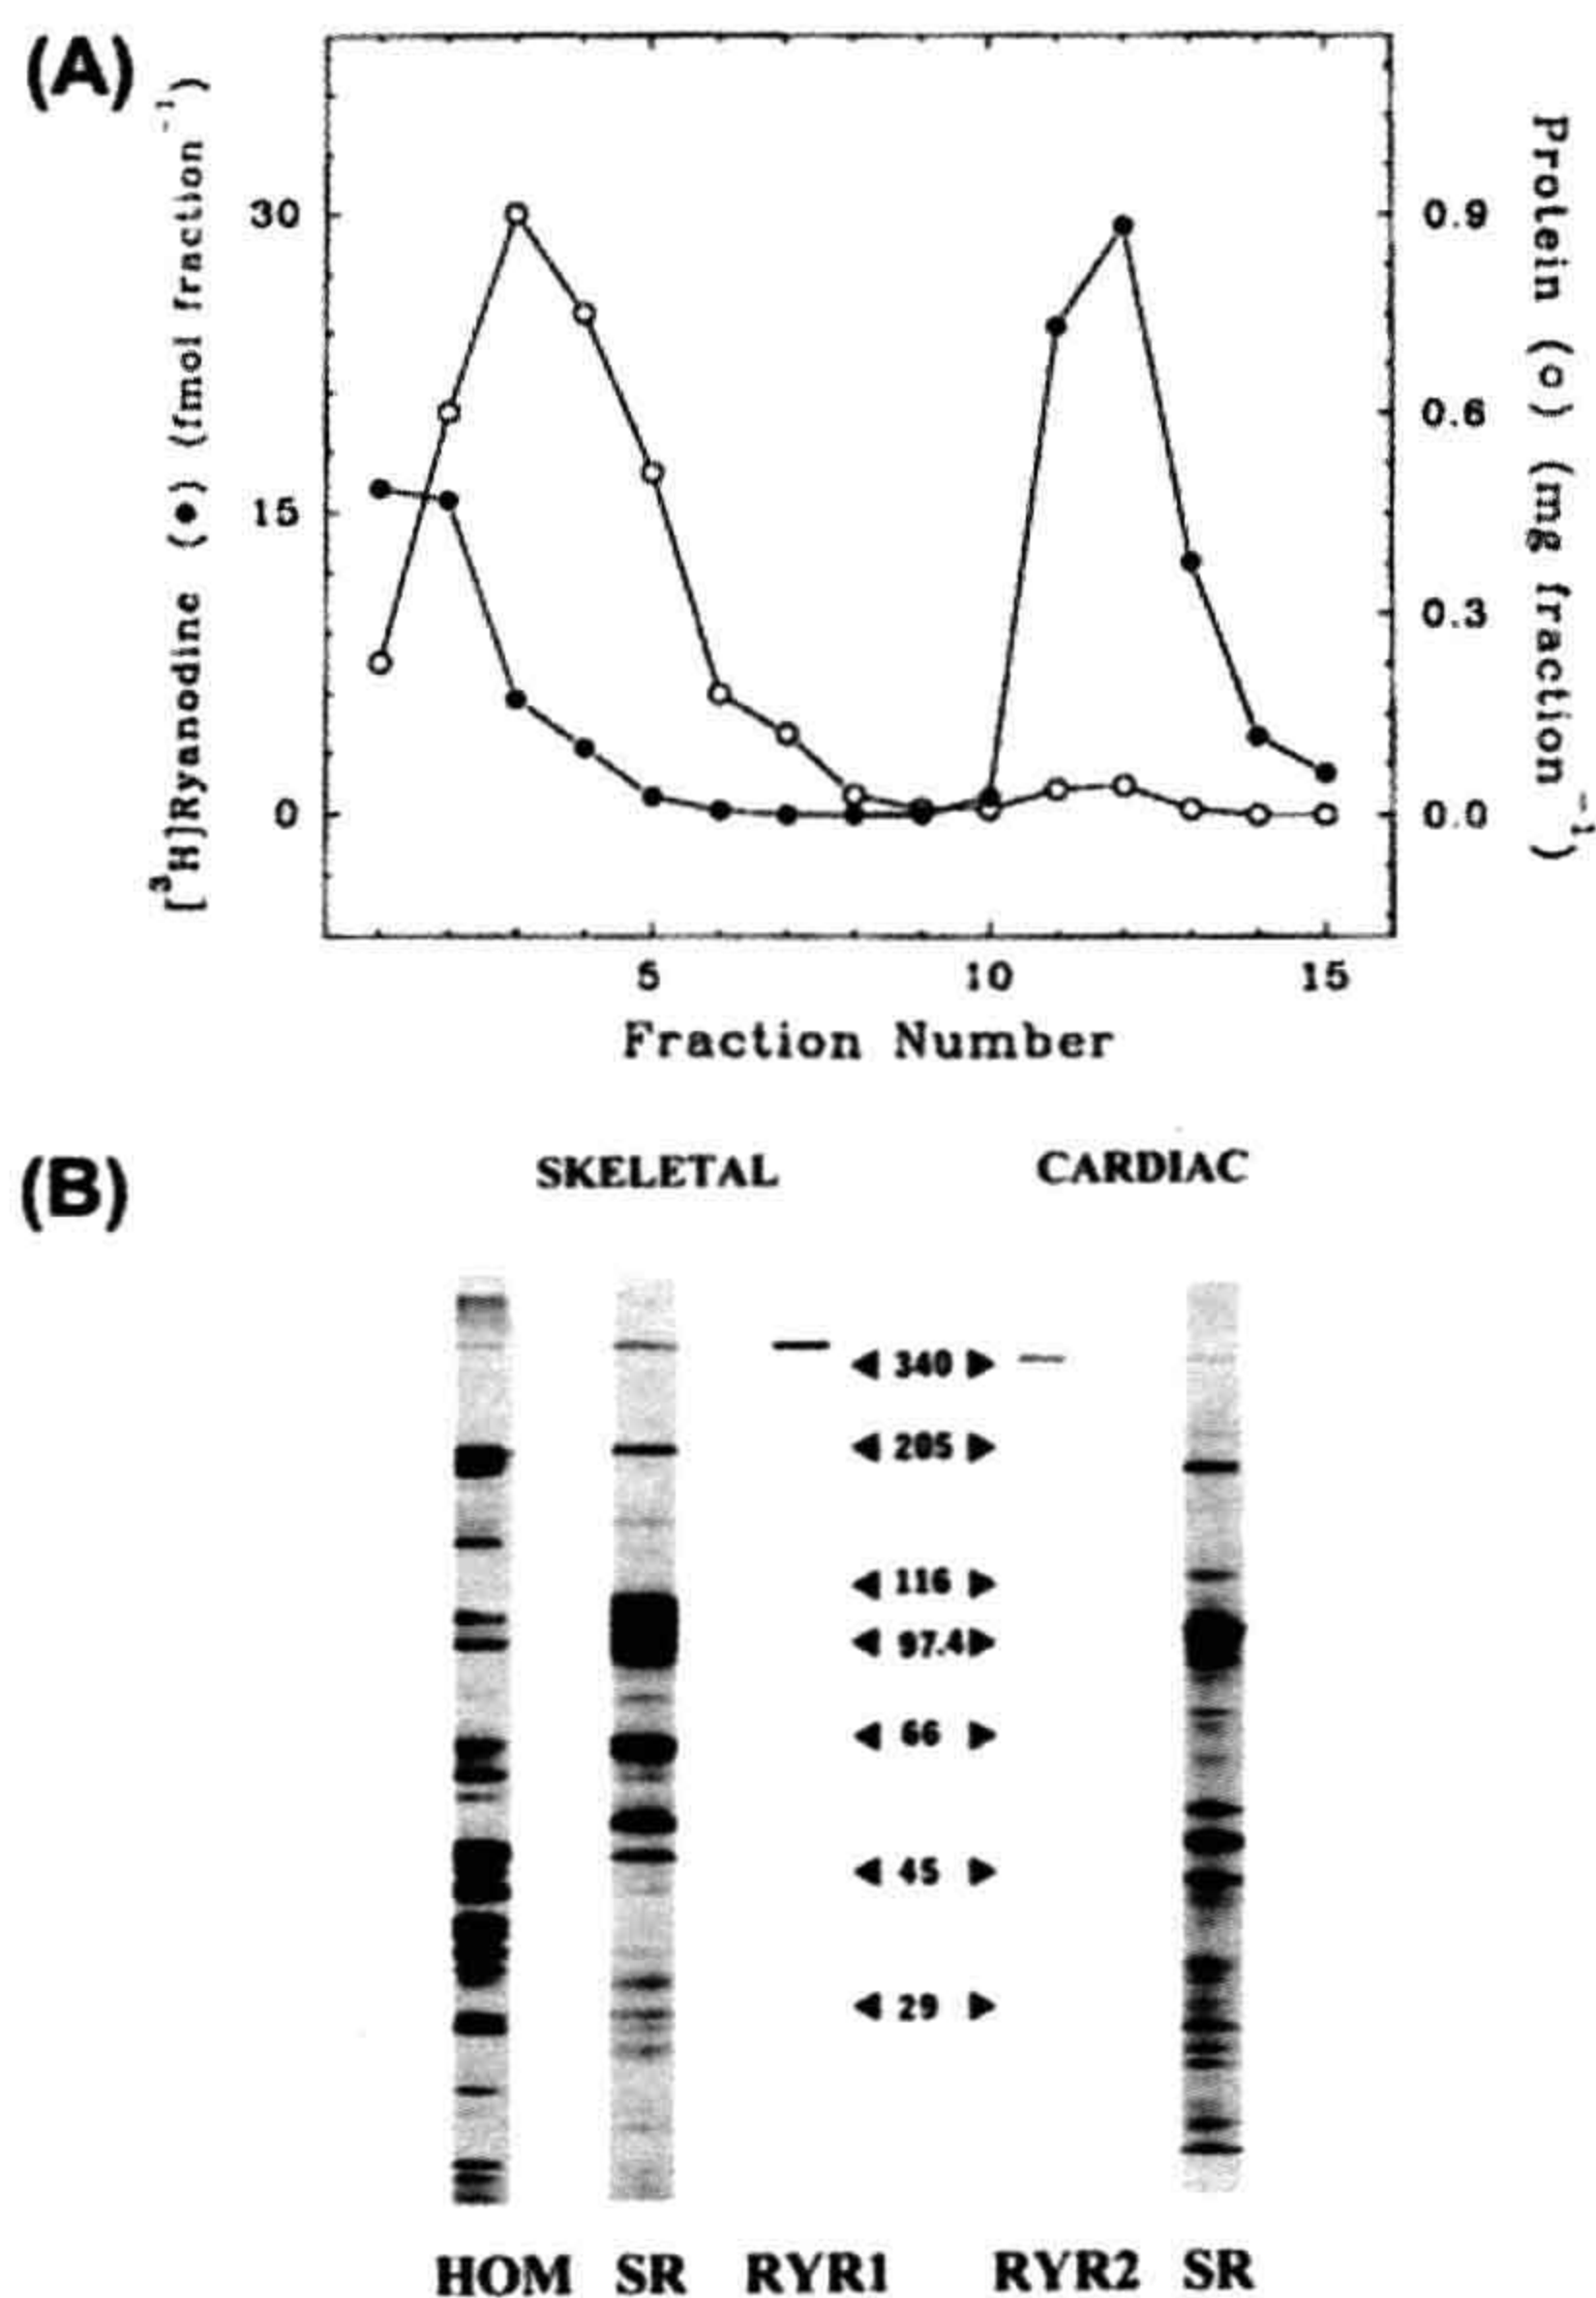 (A)
[³H]Ryanodine (●) (fmol fraction⁻¹)
30
15
0
0.9
0.6
0.3
0.0
Protein (o) (mg fraction⁻¹)
5 10 15
Fraction Number
(B)
SKELETAL CARDIAC
340
205
116
97.4
66
45
29
HOM SR RYR1 RYR2 SR